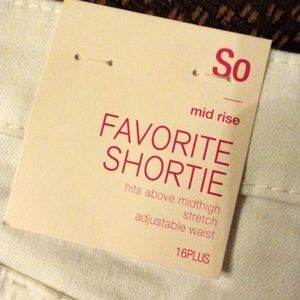 So
mid rise
FAVORITE
SHORTIE
hits above midthigh
stretch
adjustable waist
16PLUS